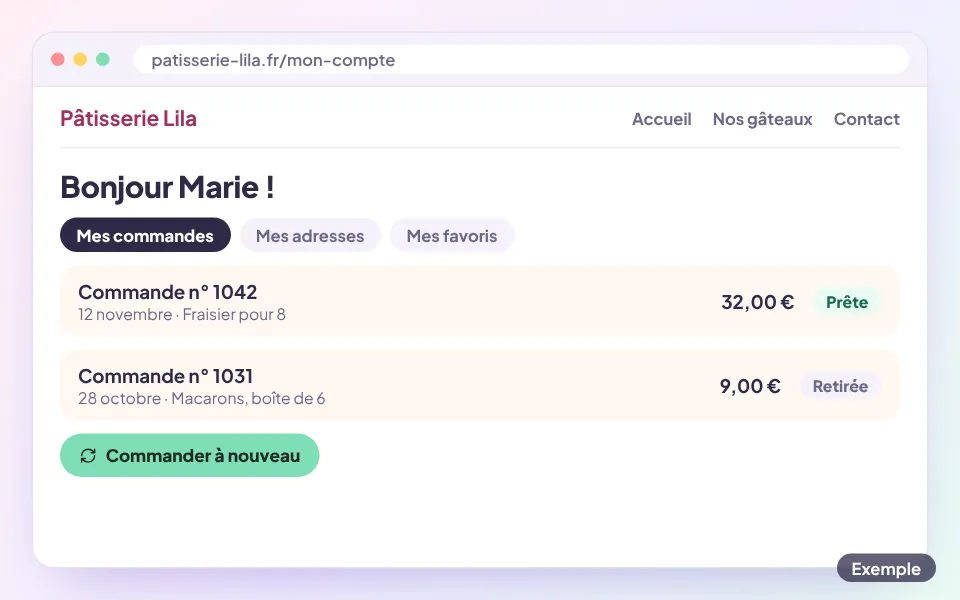 patisserie-lila.fr/mon-compte
Pâtisserie Lila
Accueil Nos gâteaux Contact
Bonjour Marie !
Mes commandes Mes adresses Mes favoris
Commande n° 1042
12 novembre · Fraisier pour 8
32,00 € Prête
Commande n° 1031
28 octobre · Macarons, boîte de 6
9,00 € Retirée
Commander à nouveau
Exemple